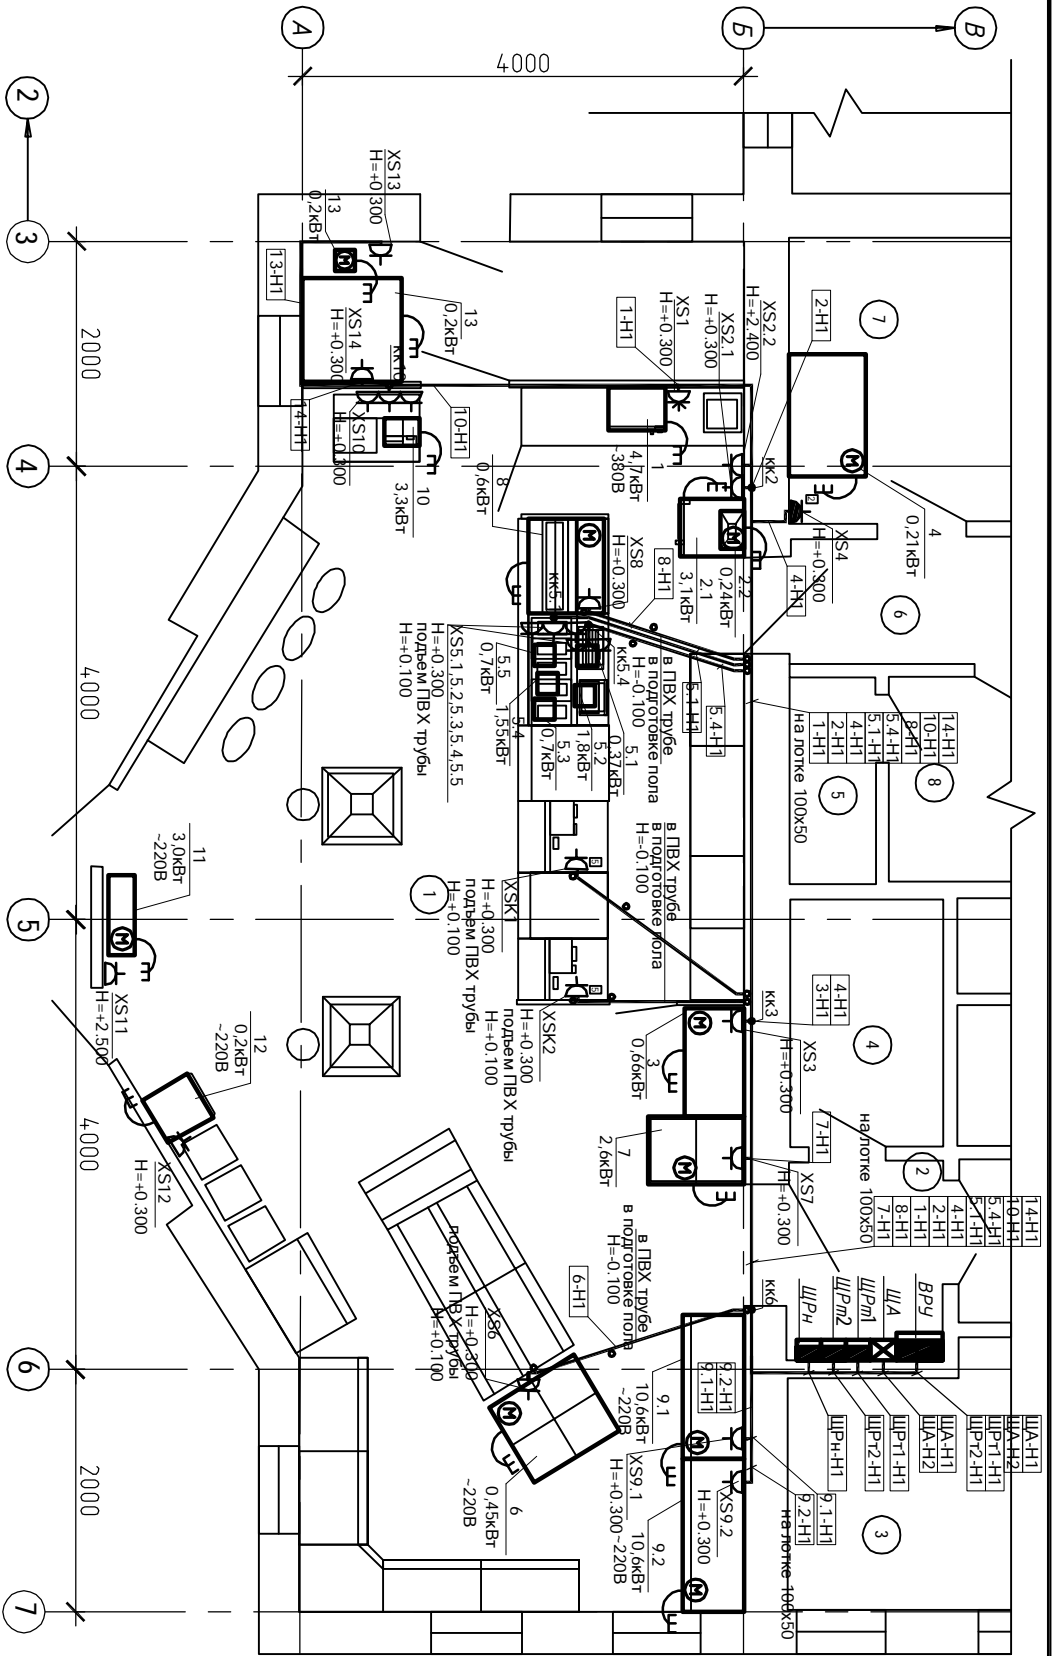 А
Б
В
4000
2
3
4
5
6
7
2000
4000
4000
2000
XS13
H=+0.300
13
0,2кВт
13-Н1
13
0,2кВт
XS14
H=+0.300
14-Н1
XS10
H=+0.300
10-Н1
10
3,3кВт
XS1
H=+0.300
1-Н1
1
4,7кВт
~380В
XS2.1
H=+0.300
XS2.2
H=+2.400
2-Н1
кк2
7
4
0,21кВт
XS4
H=+0.300
4-Н1
6
2.2
0,24кВт
2.1
3,1кВт
8
0,6кВт
XS8
H=+0.300
8-Н1
кк5.1
кк5.4
5.1-Н1
5.4-Н1
в ПВХ трубе
в подготовке пола
H=-0.100
XS5.1,5.2,5.3,5.4,5.5
H=+0.300
подъем ПВХ трубы
H=+0.100
5.5
0,7кВт
5.4
1,55кВт
5.3
0,7кВт
5.2
1,8кВт
5.1
0,37кВт
14-Н1
10-Н1
8-Н1
5.4-Н1
5.1-Н1
4-Н1
2-Н1
1-Н1
на лотке 100х50
5
8
в ПВХ трубе
в подготовке пола
H=-0.100
1
XSK1
H=+0.300
подъем ПВХ трубы
H=+0.100
XSK2
H=+0.300
подъем ПВХ трубы
H=+0.100
11
3,0кВт
~220В
XS11
H=+2.500
12
0,2кВт
~220В
XS12
H=+0.300
кк3
4-Н1
3-Н1
4
XS3
H=+0.300
3
0,66кВт
7-Н1
XS7
H=+0.300
7
2,6кВт
2
на лотке 100х50
14-Н1
10-Н1
5.4-Н1
5.1-Н1
4-Н1
2-Н1
1-Н1
8-Н1
7-Н1
в ПВХ трубе
в подготовке пола
H=-0.100
6-Н1
кк6
XS6
H=+0.300
подъем ПВХ трубы
H=+0.100
6
0,45кВт
~220В
ВРУ
ЩА
ЩРт1
ЩРт2
ЩРн
ЩА-Н1
ЩА-Н2
ЩРт1-Н1
ЩРт2-Н1
ЩА-Н1
ЩА-Н2
ЩРт1-Н1
ЩРт2-Н1
ЩРн-Н1
9.2-Н1
9.1-Н1
9.1
10,6кВт
~220В
XS9.1
H=+0.300
XS9.2
H=+0.300
9.2
10,6кВт
~220В
9.1-Н1
9.2-Н1
на лотке 100х50
3